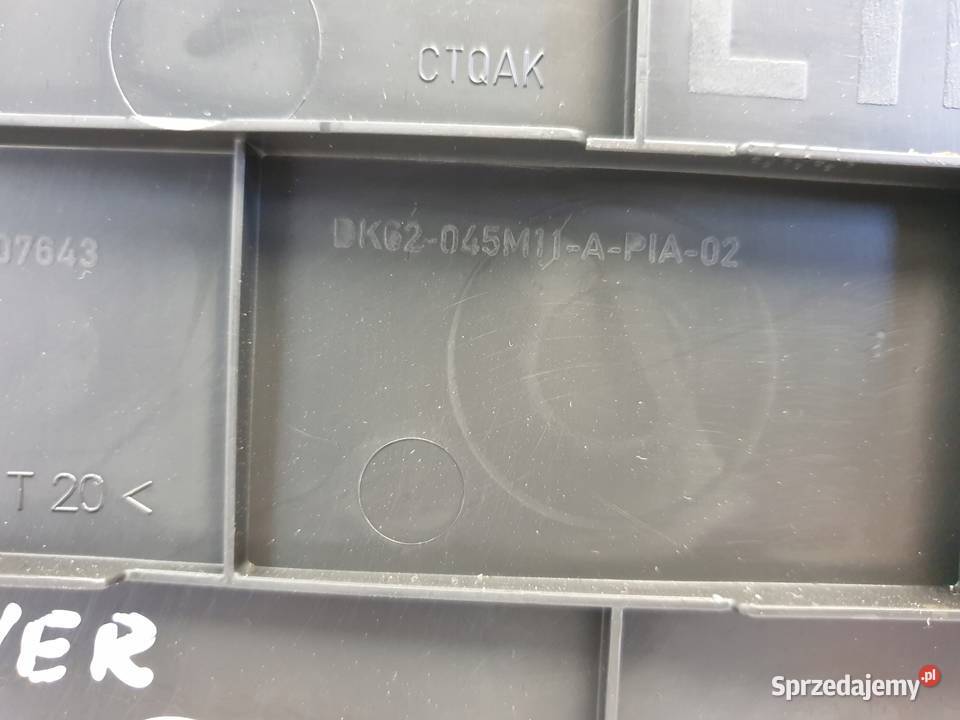 CTQAK
07643
DK62-045M11-A-PIA-02
T 20 <
VER
Sprzedajemy.pl